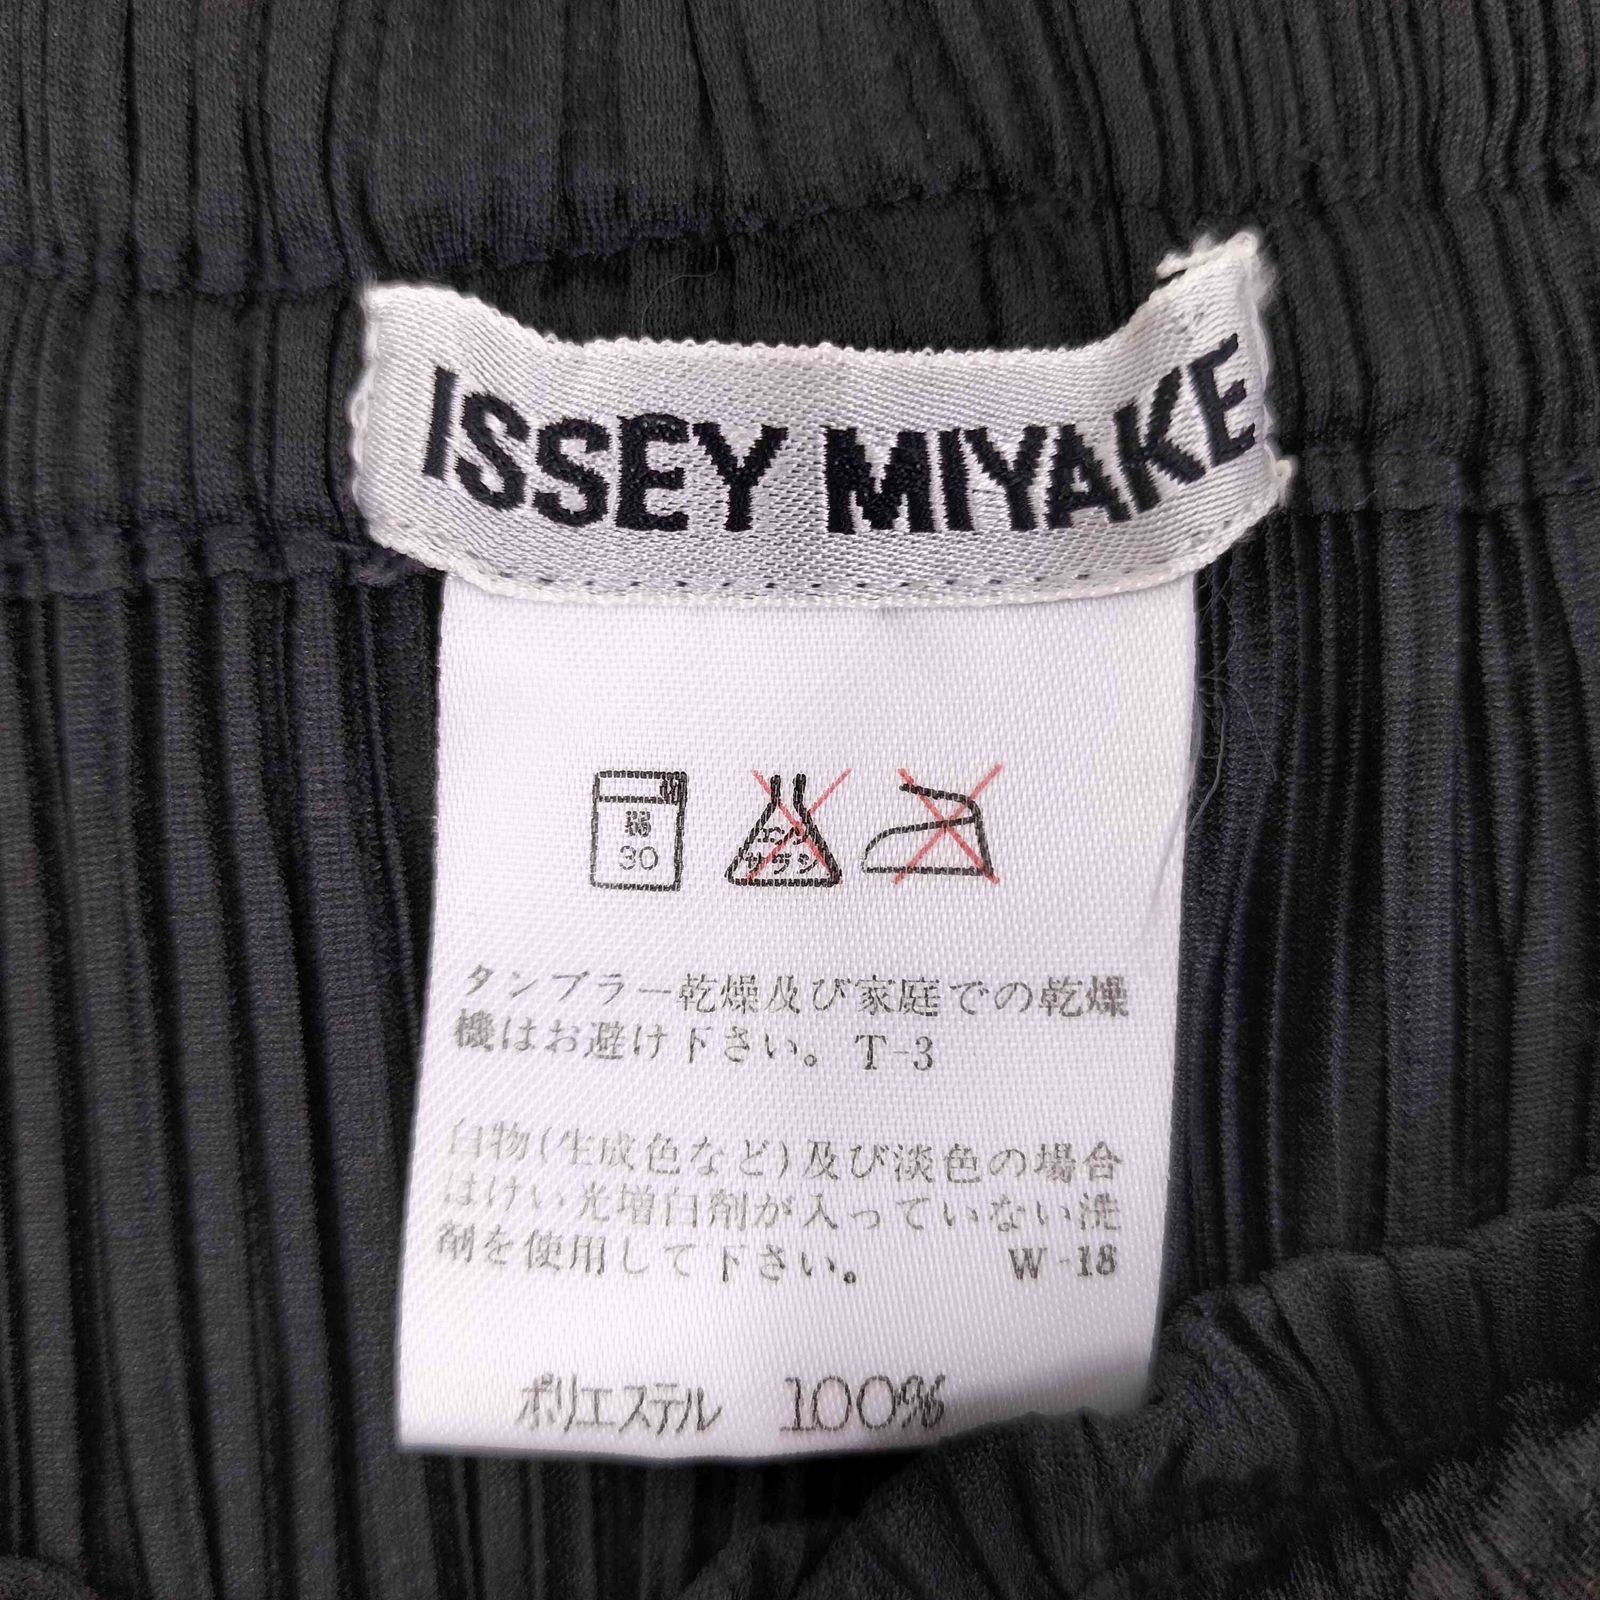 ISSEY MIYAKE
弱
30
エンソ
サラシ
タンブラー乾燥及び家庭での乾燥
機はお避け下さい。T-3
白物(生成色など)及び淡色の場合
はけい光増白剤が入っていない洗
剤を使用して下さい。 W-18
ポリエステル 100%